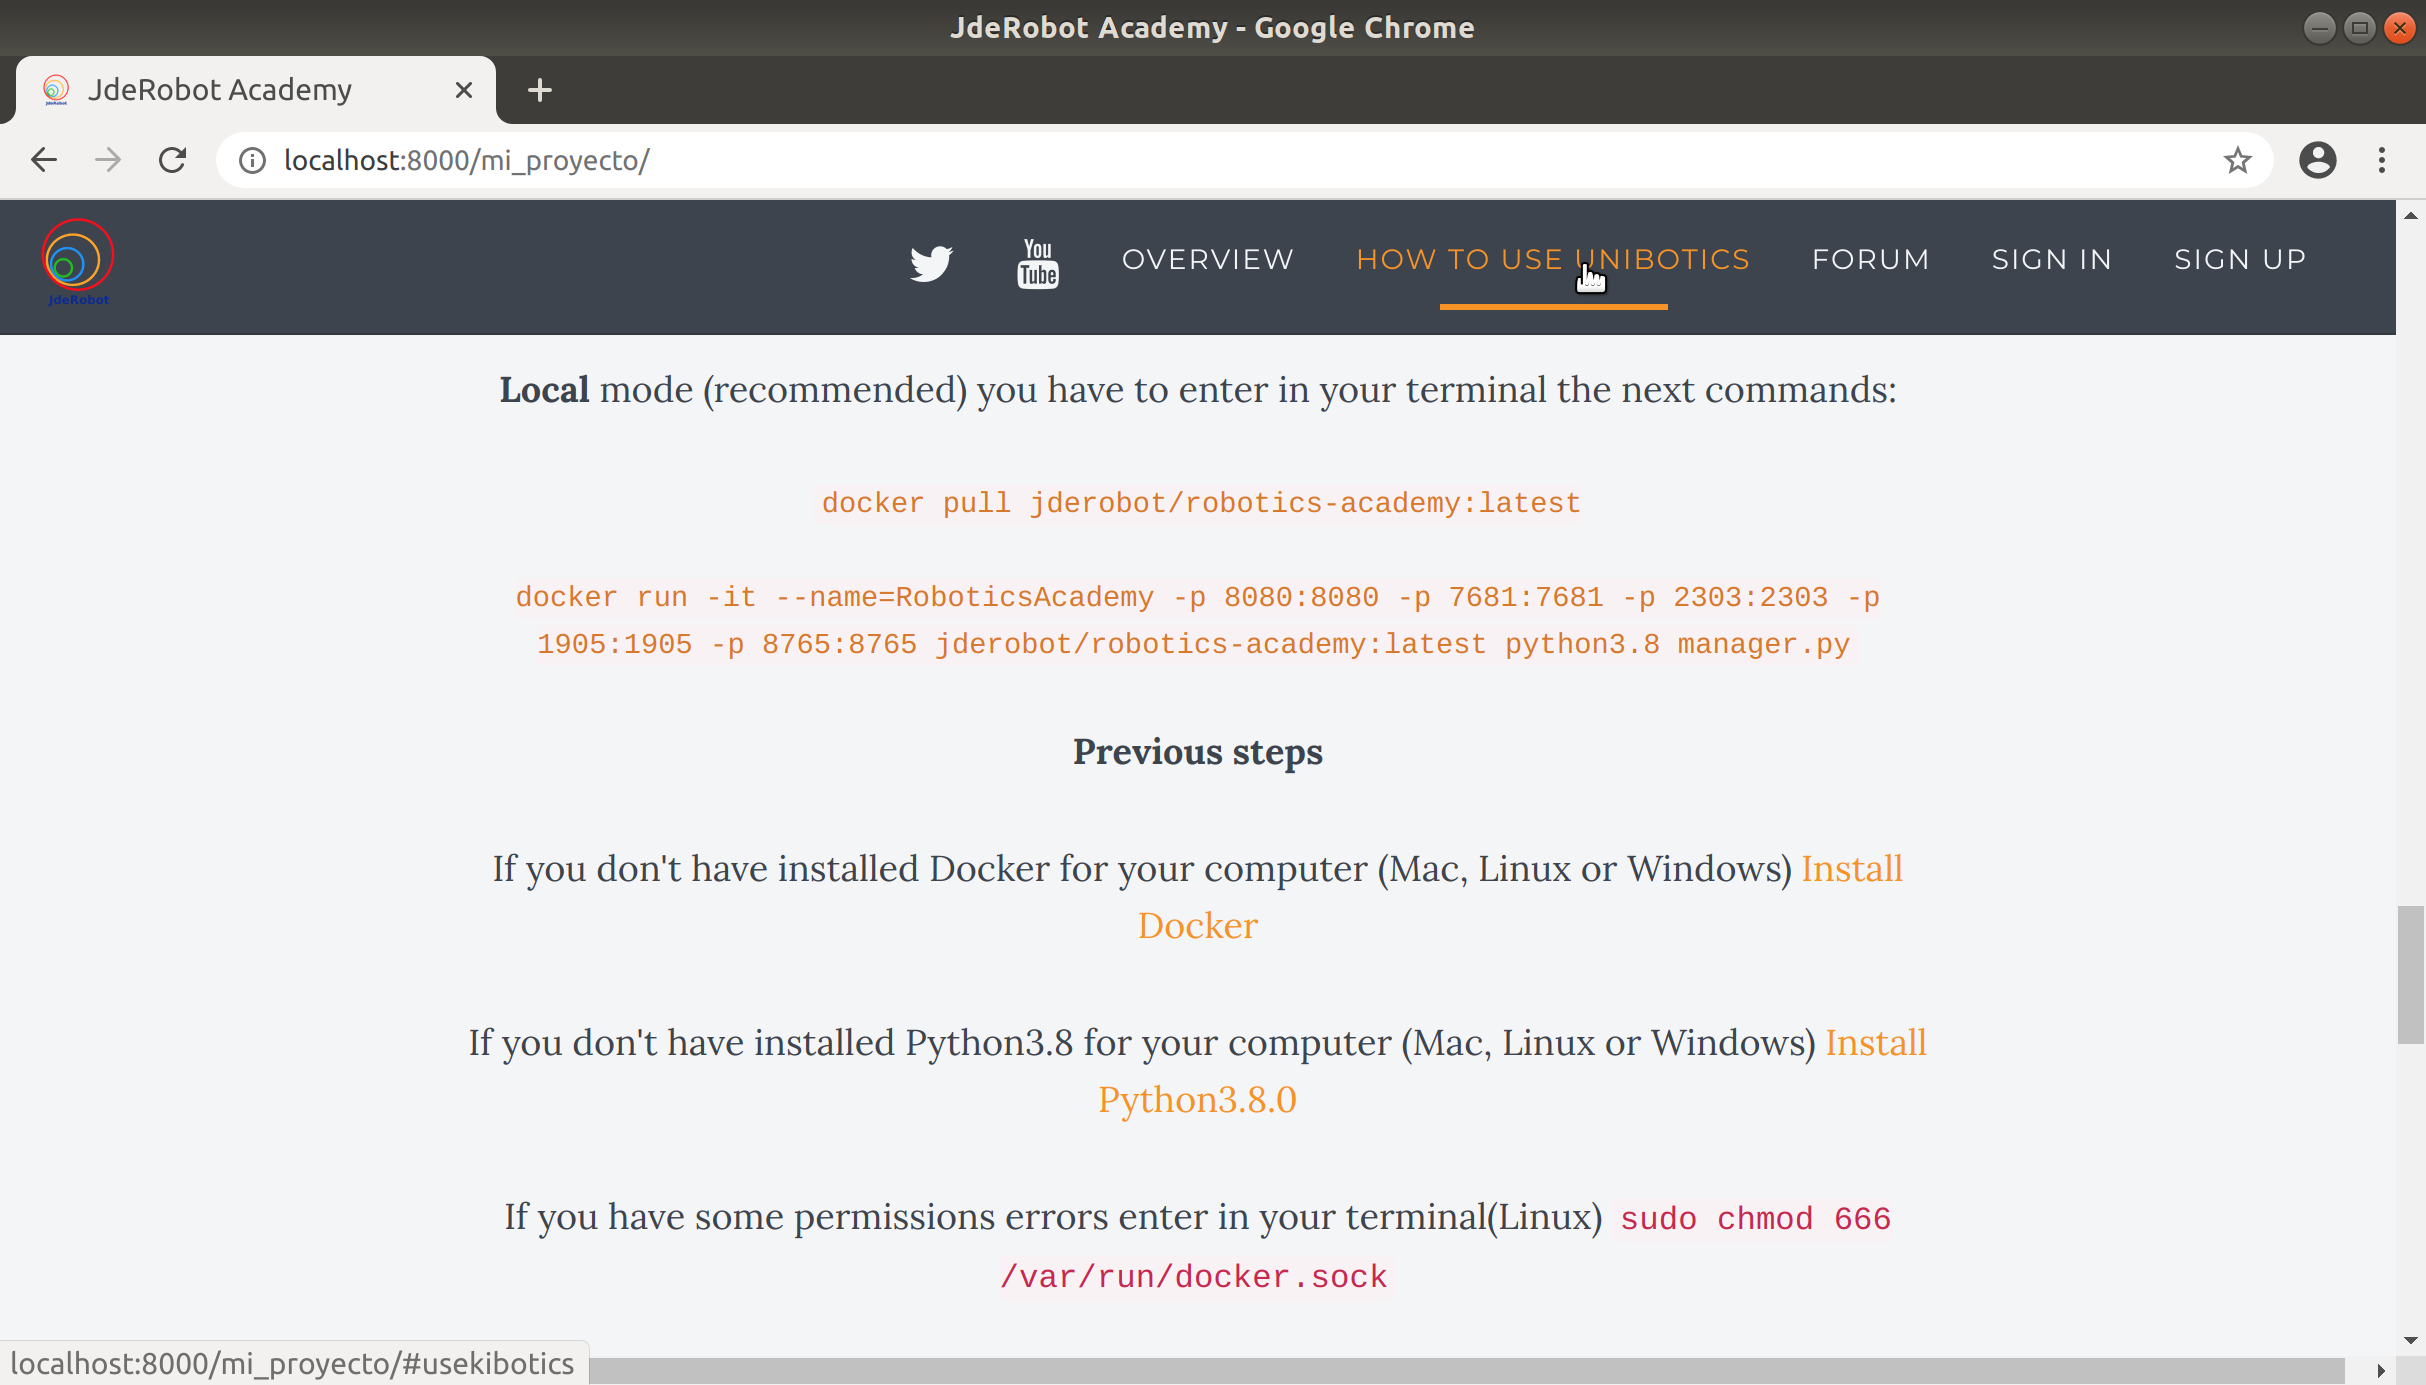 JdeRobot Academy - Google Chrome
JdeRobot Academy
localhost:8000/mi_proyecto/
JdeRobot
You
Tube
OVERVIEW
HOW TO USE UNIBOTICS
FORUM
SIGN IN
SIGN UP
Local mode (recommended) you have to enter in your terminal the next commands:
docker pull jderobot/robotics-academy:latest
docker run -it --name=RoboticsAcademy -p 8080:8080 -p 7681:7681 -p 2303:2303 -p
1905:1905 -p 8765:8765 jderobot/robotics-academy:latest python3.8 manager.py
Previous steps
If you don't have installed Docker for your computer (Mac, Linux or Windows) Install
Docker
If you don't have installed Python3.8 for your computer (Mac, Linux or Windows) Install
Python3.8.0
If you have some permissions errors enter in your terminal(Linux) sudo chmod 666
/var/run/docker.sock
localhost:8000/mi_proyecto/#usekibotics